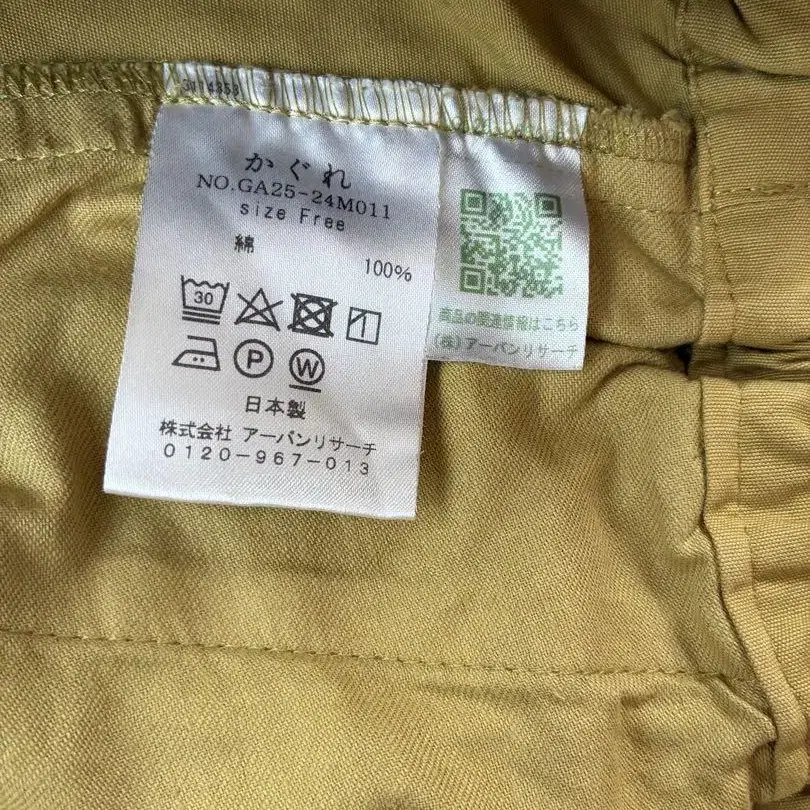 3114353
かぐれ
NO.GA25-24M011
size Free
綿
100%
30
P
W
日本製
株式会社 アーバンリサーチ
0120-967-013
商品の関連情報はこちら
(株) アーバンリサーチ